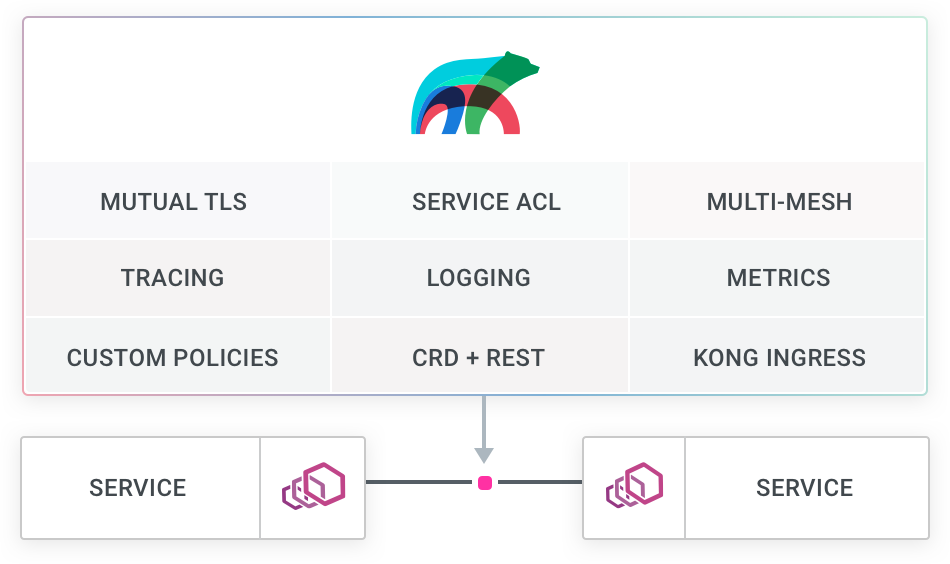 MUTUAL TLS
SERVICE ACL
MULTI-MESH
TRACING
LOGGING
METRICS
CUSTOM POLICIES
CRD + REST
KONG INGRESS
SERVICE
SERVICE